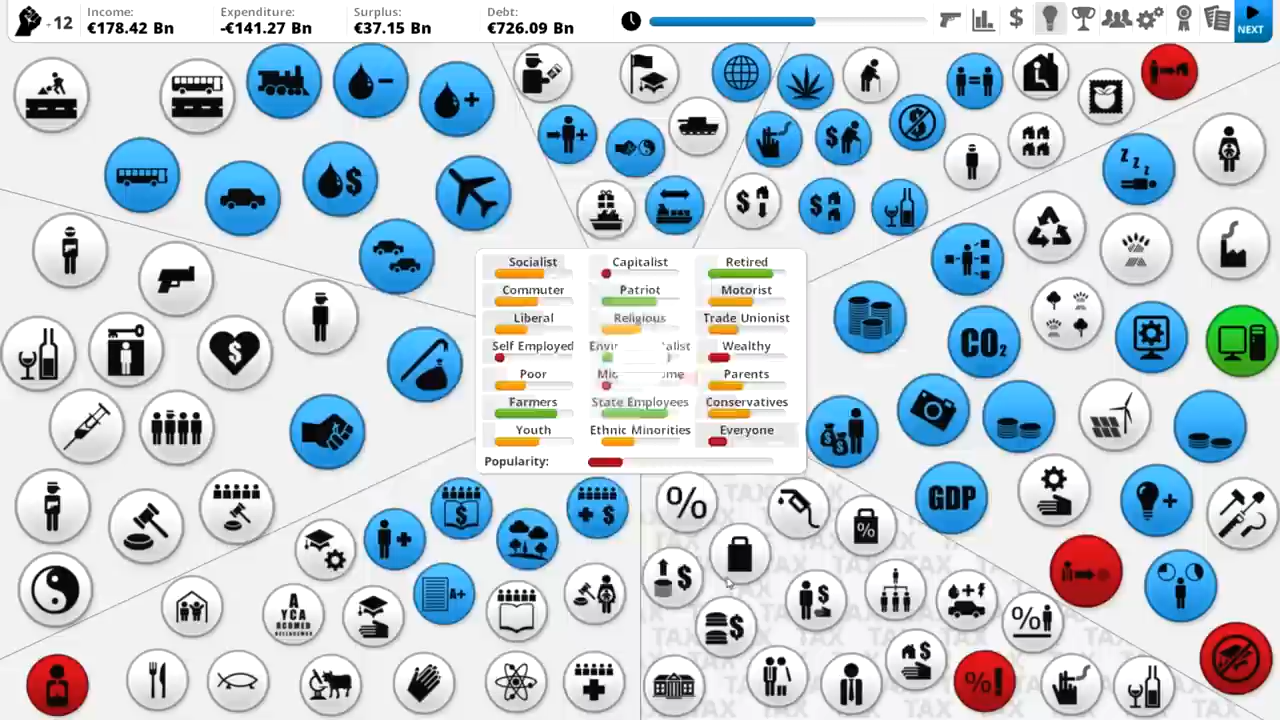 +12
Income: Expenditure: Surplus: Debt:
€178.42 Bn -€141.27 Bn €37.15 Bn €726.09 Bn
NEXT
Socialist Capitalist Retired
Commuter Patriot Motorist
Liberal Religious Trade Unionist
Self Employed Wealthy
Poor Parents
Farmers State Employees Conservatives
Youth Ethnic Minorities Everyone
Popularity:
CO₂
GDP
A+
TAX TAX